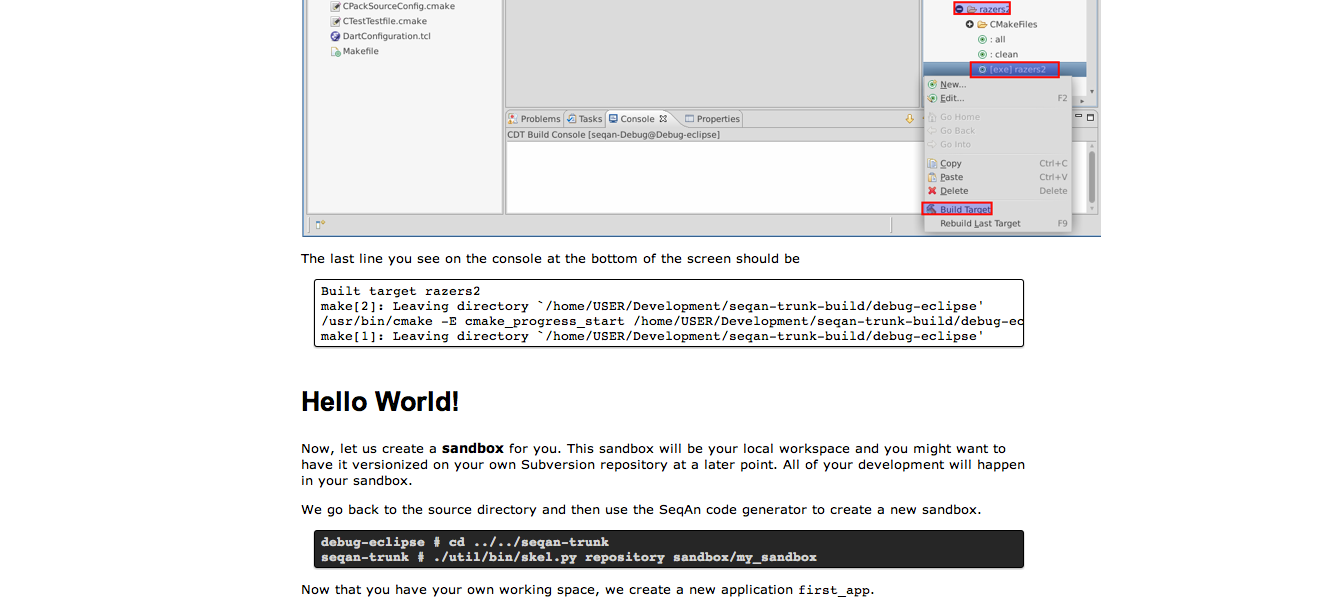 CPackSourceConfig.cmake
CTestTestfile.cmake
DartConfiguration.tcl
Makefile
razers2
CMakeFiles
: all
: clean
[exe] razers2
New...
Edit... F2
Go Home
Go Back
Go Into
Copy Ctrl+C
Paste Ctrl+V
Delete Delete
Build Target
Rebuild Last Target F9
Problems Tasks Console Properties
CDT Build Console [seqan-Debug@Debug-eclipse]
The last line you see on the console at the bottom of the screen should be
Built target razers2
make[2]: Leaving directory `/home/USER/Development/seqan-trunk-build/debug-eclipse'
/usr/bin/cmake -E cmake_progress_start /home/USER/Development/seqan-trunk-build/debug-ec
make[1]: Leaving directory `/home/USER/Development/seqan-trunk-build/debug-eclipse'
Hello World!
Now, let us create a sandbox for you. This sandbox will be your local workspace and you might want to
have it versionized on your own Subversion repository at a later point. All of your development will happen
in your sandbox.
We go back to the source directory and then use the SeqAn code generator to create a new sandbox.
debug-eclipse # cd ../../seqan-trunk
seqan-trunk # ./util/bin/skel.py repository sandbox/my_sandbox
Now that you have your own working space, we create a new application first_app.